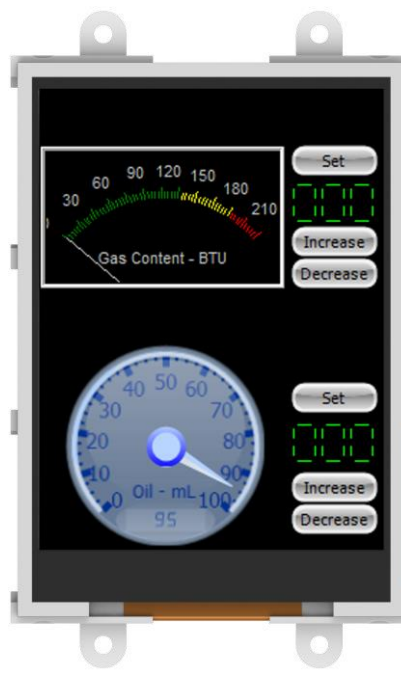 Set
60 90 120 150
30 180
0 210
000
Gas Content - BTU
Increase
Decrease
40 50 60
30 70
Set
20 80
000
10 90
Oil - mL
0 100
Increase
95
Decrease